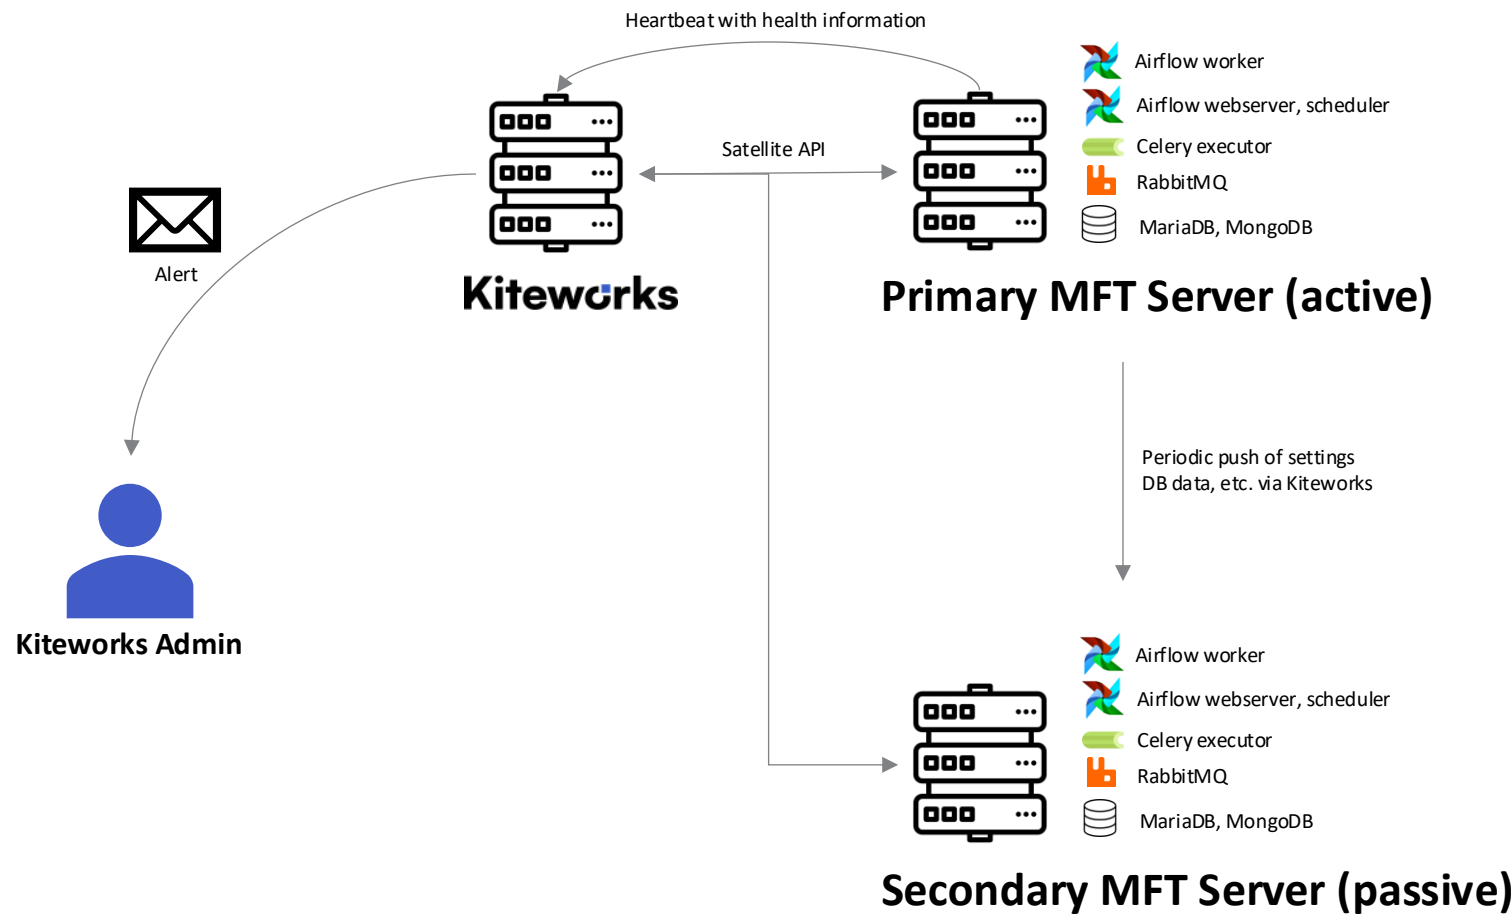 Heartbeat with health information
Airflow worker
Airflow webserver, scheduler
Satellite API
Celery executor
RabbitMQ
MariaDB, MongoDB
Alert
Kiteworks
Primary MFT Server (active)
Periodic push of settings
DB data, etc. via Kiteworks
Kiteworks Admin
Airflow worker
Airflow webserver, scheduler
Celery executor
RabbitMQ
MariaDB, MongoDB
Secondary MFT Server (passive)